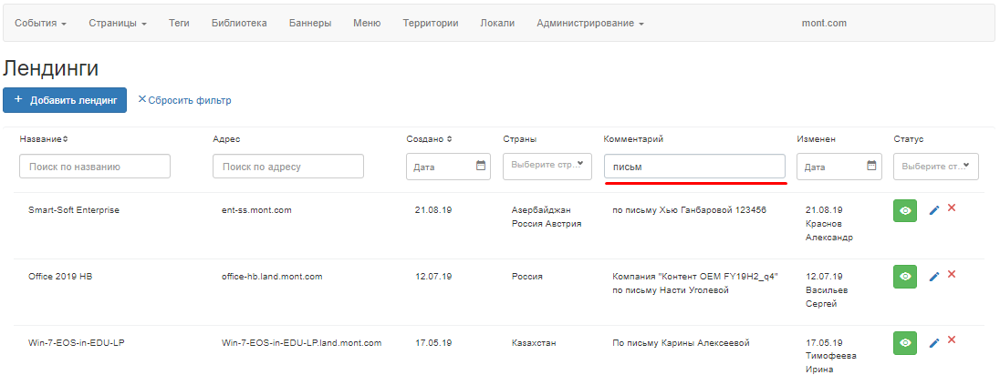 События Страницы Теги Библиотека Баннеры Меню Территории Локали Администрирование mont.com
Лендинги
+ Добавить лендинг ×Сбросить фильтр
Название Адрес Создано Страны Комментарий Изменен Статус
Поиск по названию Поиск по адресу Дата Выберите стр... письм Дата Выберите ст...
Smart-Soft Enterprise ent-ss.mont.com 21.08.19 Азербайджан по письму Хью Ганбаровой 123456 21.08.19
Россия Австрия Краснов
Александр
Office 2019 HB office-hb.land.mont.com 12.07.19 Россия Компания "Контент OEM FY19H2_q4" 12.07.19
по письму Насти Уголевой Васильев
Сергей
Win-7-EOS-in-EDU-LP Win-7-EOS-in-EDU-LP.land.mont.com 17.05.19 Казахстан По письму Карины Алексеевой 17.05.19
Тимофеева
Ирина